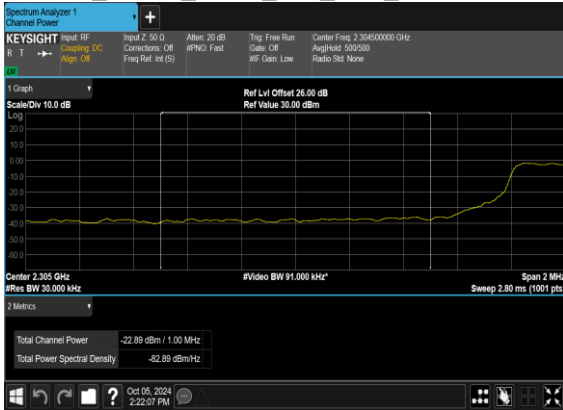 Spectrum Analyzer 1
Channel Power
+
KEYSIGHT Input: RF Input Z: 50 Ω Atten: 20 dB Trig: Free Run Center Freq: 2.304500000 GHz
R T Coupling: DC Corrections: Off #PNO: Fast Gate: Off Avg|Hold: 500/500
Align: Off Freq Ref: Int (S) #IF Gain: Low Radio Std: None
1 Graph Ref Lvl Offset 26.00 dB
Scale/Div 10.0 dB Ref Value 30.00 dBm
Log
20.0
10.0
0.00
-10.0
-20.0
-30.0
-40.0
-50.0
-60.0
Center 2.305 GHz #Video BW 91.000 kHz* Span 2 MHz
#Res BW 30.000 kHz Sweep 2.80 ms (1001 pts
2 Metrics
Total Channel Power -22.89 dBm / 1.00 MHz
Total Power Spectral Density -82.89 dBm/Hz
? Oct 05, 2024
2:22:07 PM